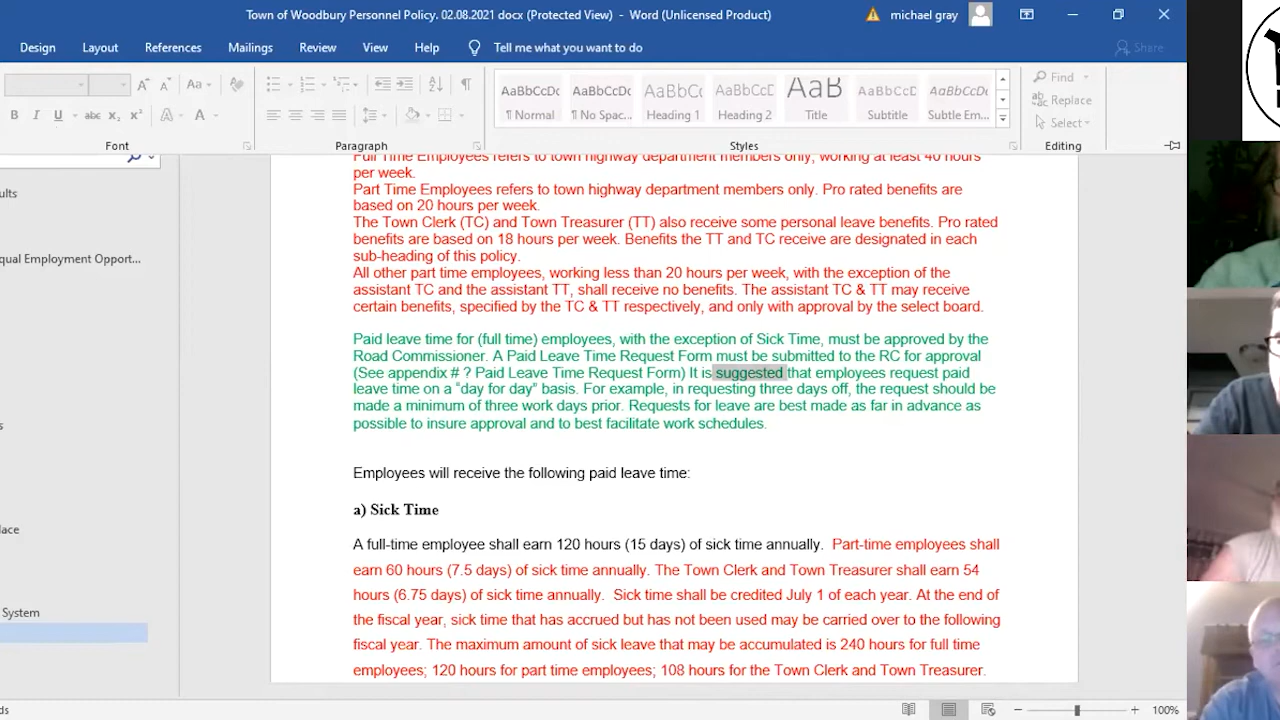 Town of Woodbury Personnel Policy. 02.08.2021 docx (Protected View) - Word (Unlicensed Product)
michael gray
Design
Layout
References
Mailings
Review
View
Help
Tell me what you want to do
Share
Find
Replace
Select
AaBbCcDc
AaBbCcDc
AaBbCc
AaBbCcD
AaB
AaBbCcD
AaBbCcDc
¶ Normal
¶ No Spac...
Heading 1
Heading 2
Title
Subtitle
Subtle Em...
Font
Paragraph
Styles
Editing
qual Employment Opport...
System
Full Time Employees refers to town highway department members only, working at least 40 hours
per week.
Part Time Employees refers to town highway department members only. Pro rated benefits are
based on 20 hours per week.
The Town Clerk (TC) and Town Treasurer (TT) also receive some personal leave benefits. Pro rated
benefits are based on 18 hours per week. Benefits the TT and TC receive are designated in each
sub-heading of this policy.
All other part time employees, working less than 20 hours per week, with the exception of the
assistant TC and the assistant TT, shall receive no benefits. The assistant TC & TT may receive
certain benefits, specified by the TC & TT respectively, and only with approval by the select board.
Paid leave time for (full time) employees, with the exception of Sick Time, must be approved by the
Road Commissioner. A Paid Leave Time Request Form must be submitted to the RC for approval
(See appendix # ? Paid Leave Time Request Form) It is suggested that employees request paid
leave time on a "day for day" basis. For example, in requesting three days off, the request should be
made a minimum of three work days prior. Requests for leave are best made as far in advance as
possible to insure approval and to best facilitate work schedules.
Employees will receive the following paid leave time:
a) Sick Time
A full-time employee shall earn 120 hours (15 days) of sick time annually. Part-time employees shall
earn 60 hours (7.5 days) of sick time annually. The Town Clerk and Town Treasurer shall earn 54
hours (6.75 days) of sick time annually. Sick time shall be credited July 1 of each year. At the end of
the fiscal year, sick time that has accrued but has not been used may be carried over to the following
fiscal year. The maximum amount of sick leave that may be accumulated is 240 hours for full time
employees; 120 hours for part time employees; 108 hours for the Town Clerk and Town Treasurer.
100%